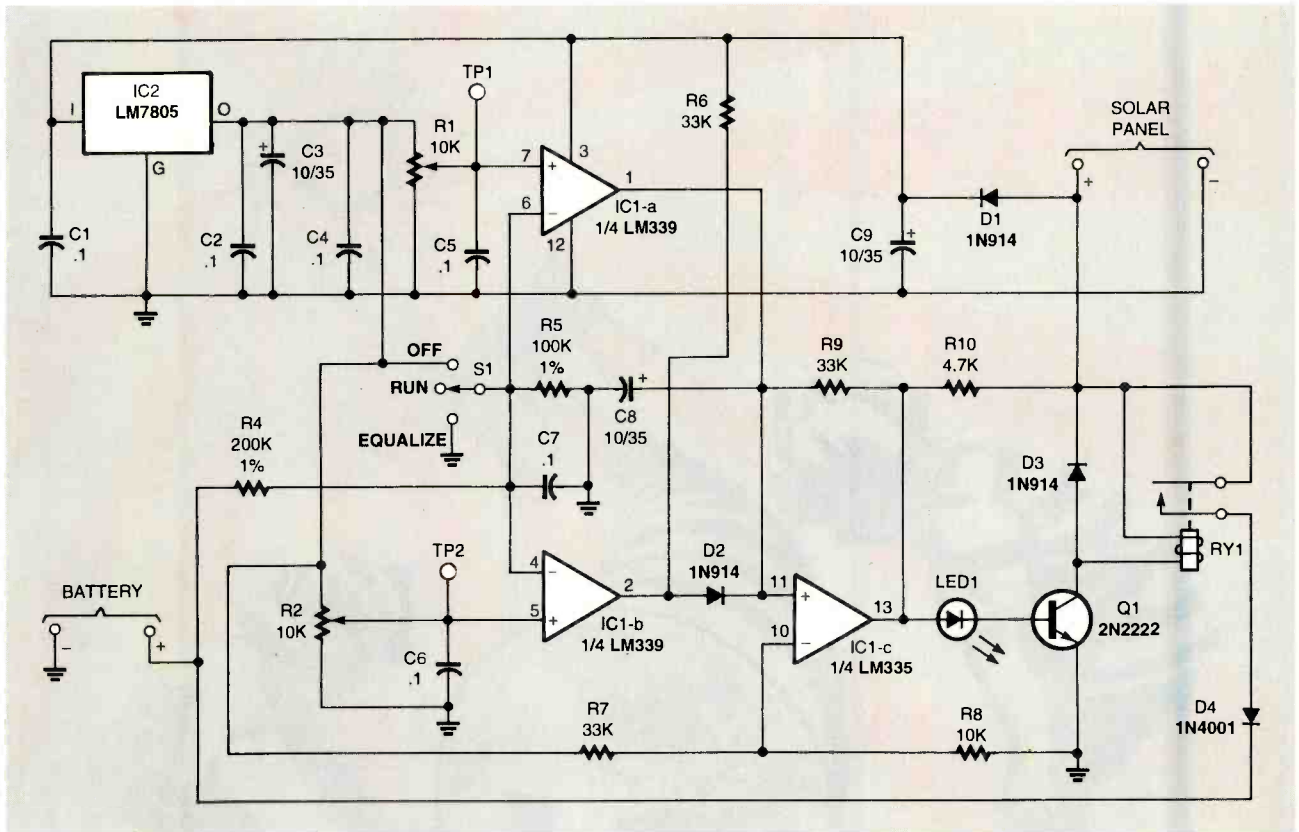 IC2
LM7805
I
O
G
C1
.1
C2
.1
C3
10/35
+
C4
.1
R1
10K
TP1
C5
.1
7
+
6
−
3
12
1
IC1-a
1/4 LM339
R6
33K
C9
10/35
+
D1
1N914
SOLAR
PANEL
+
−
OFF
RUN
EQUALIZE
S1
R5
100K
1%
C8
10/35
+
C7
.1
R4
200K
1%
R9
33K
R10
4.7K
D3
1N914
RY1
BATTERY
−
+
R2
10K
TP2
C6
.1
4
−
5
+
2
IC1-b
1/4 LM339
D2
1N914
11
+
10
−
13
IC1-c
1/4 LM335
LED1
Q1
2N2222
R7
33K
R8
10K
D4
1N4001